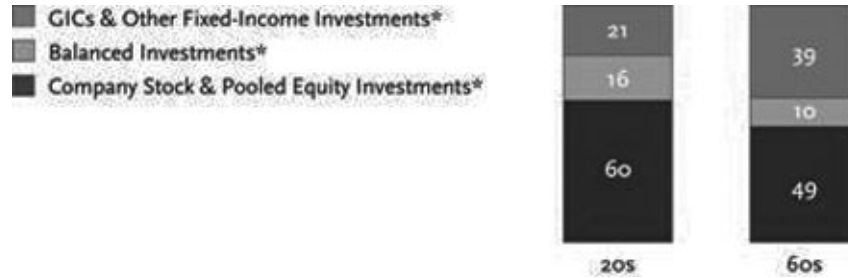 GICs & Other Fixed-Income Investments*
Balanced Investments*
Company Stock & Pooled Equity Investments*
21
39
16
10
60
49
20s
60s